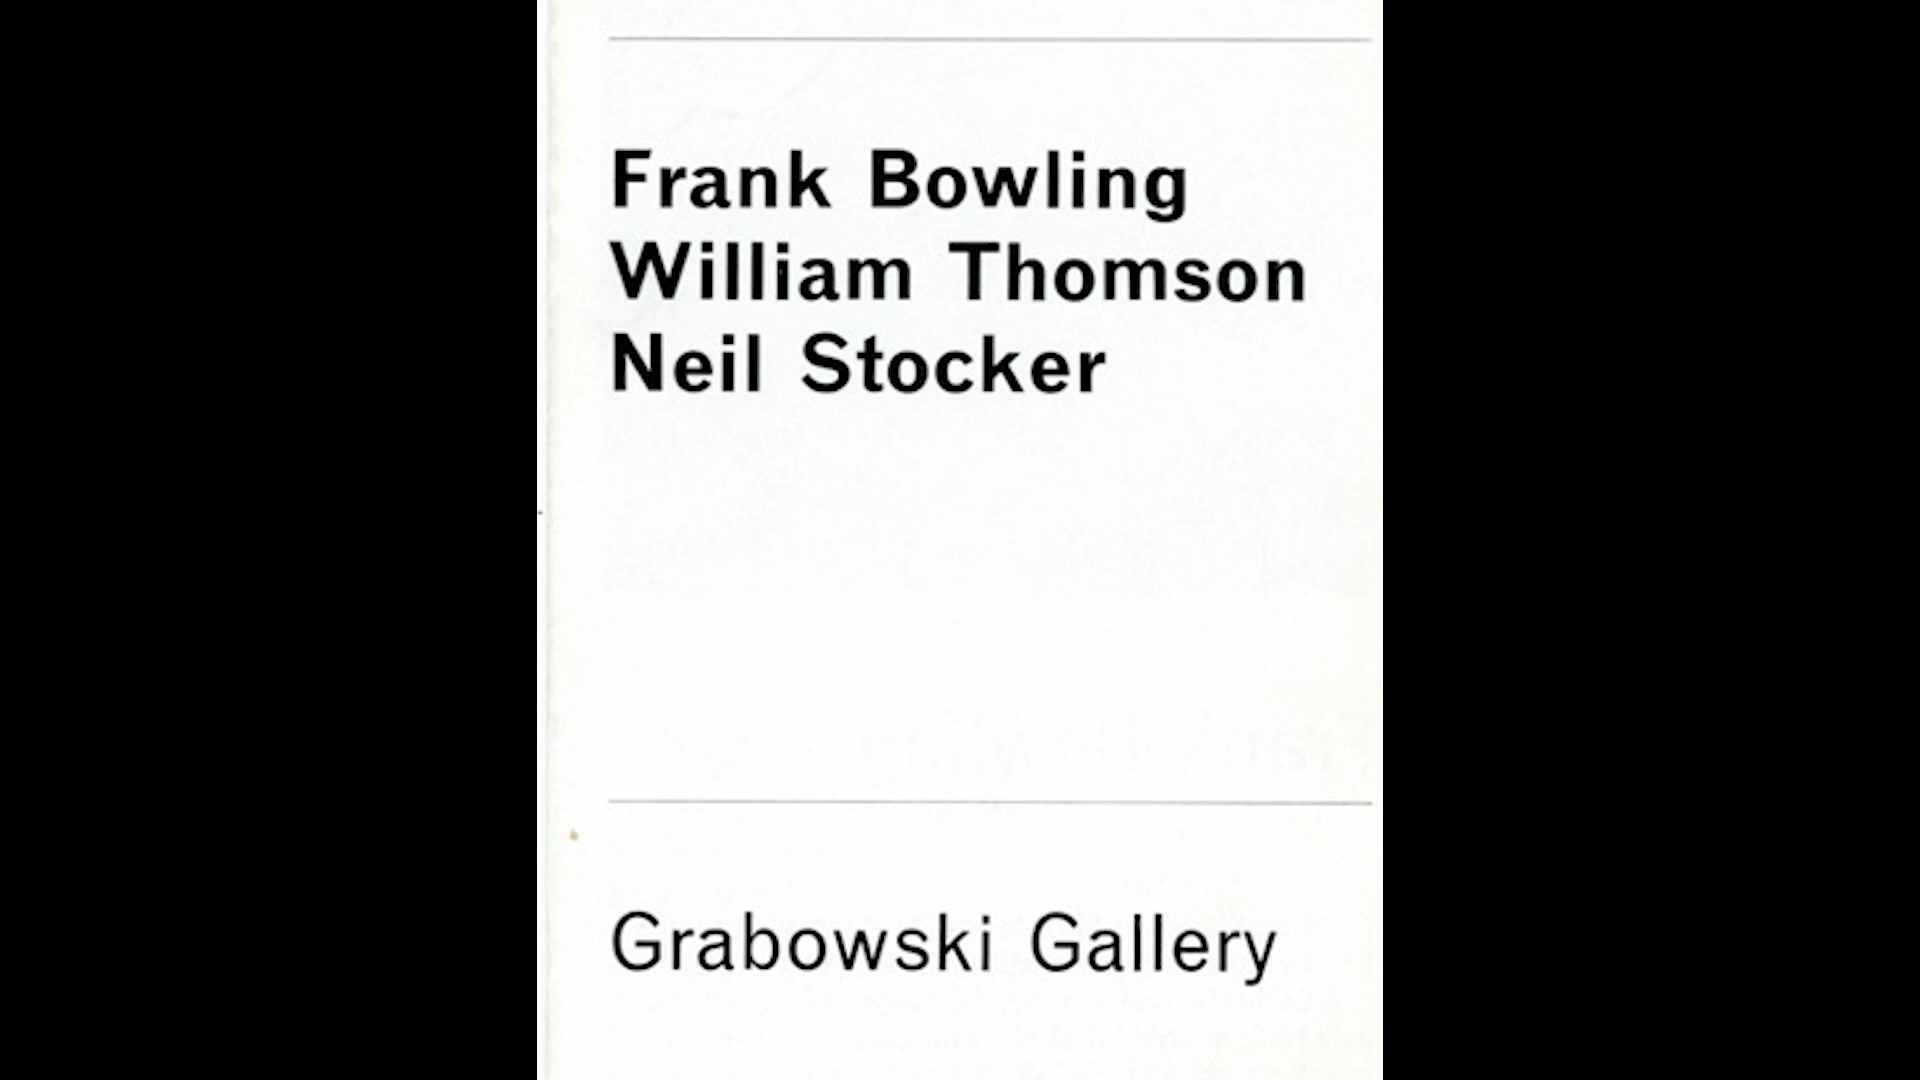 Frank Bowling
William Thomson
Neil Stocker
Grabowski Gallery